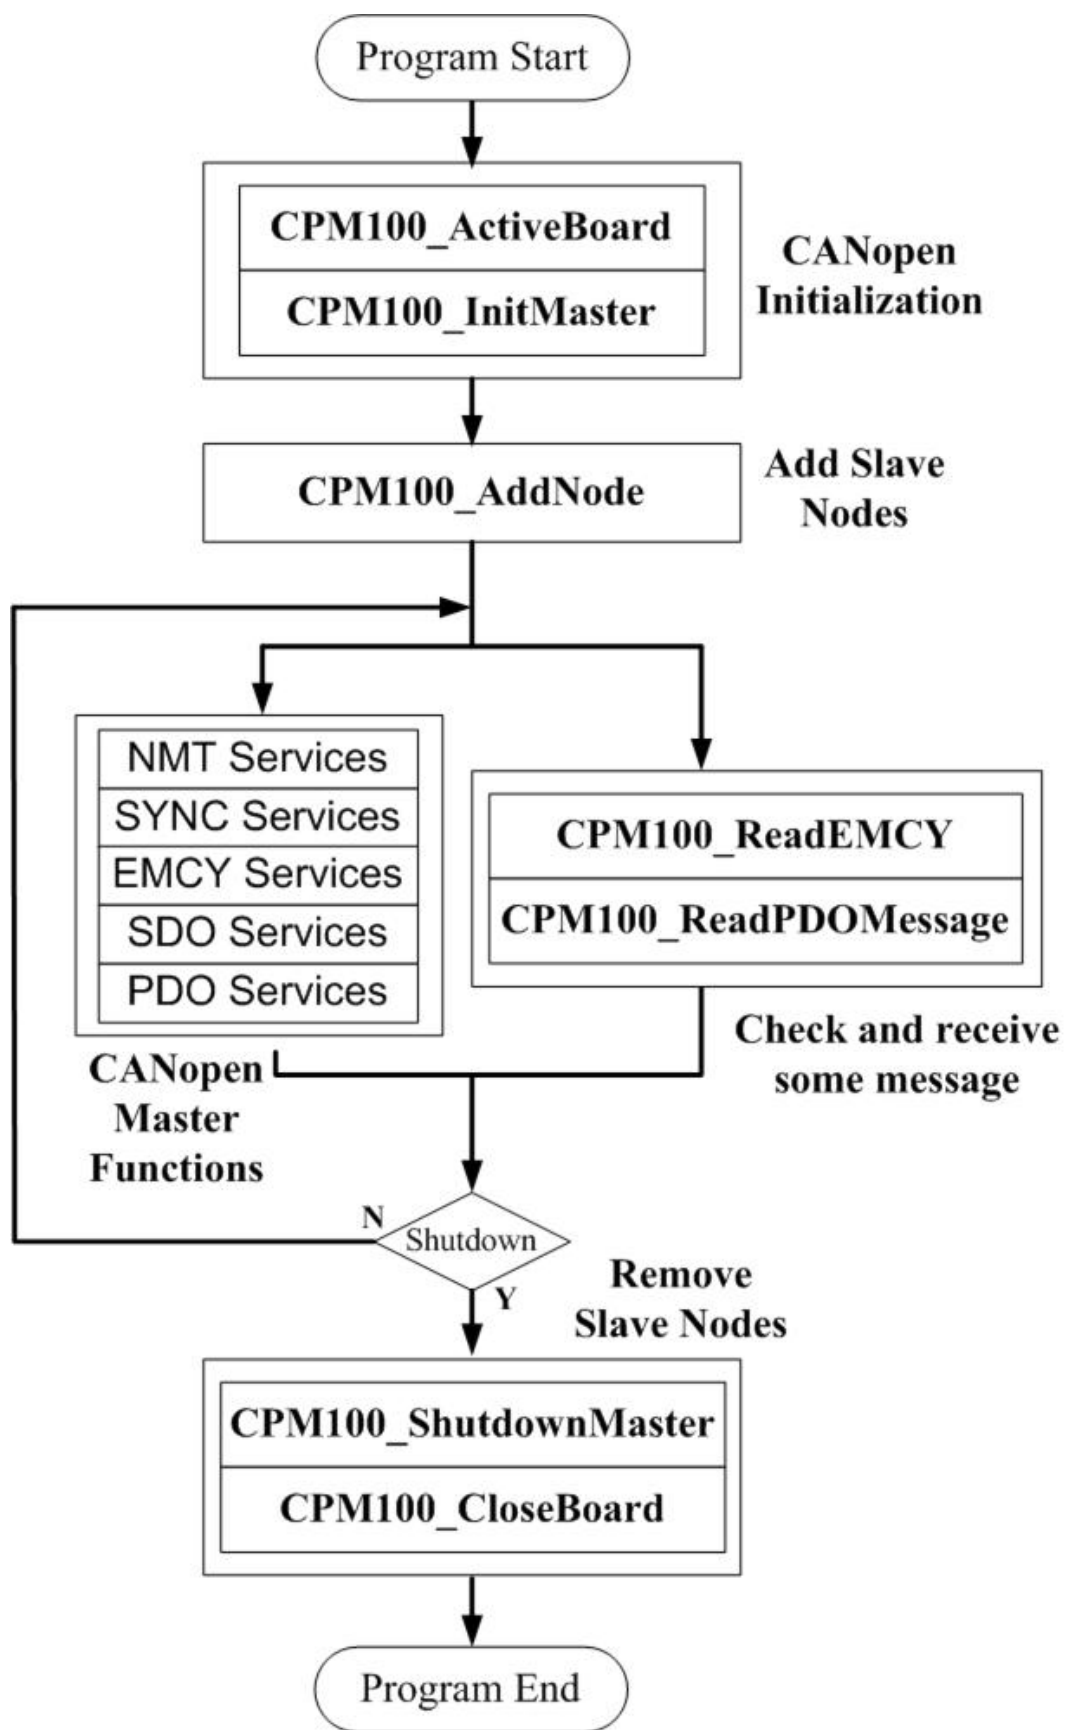 Program Start
CPM100_ActiveBoard
CPM100_InitMaster
CANopen
Initialization
CPM100_AddNode
Add Slave
Nodes
NMT Services
SYNC Services
EMCY Services
SDO Services
PDO Services
CANopen
Master
Functions
CPM100_ReadEMCY
CPM100_ReadPDOMessage
Check and receive
some message
N
Shutdown
Y
Remove
Slave Nodes
CPM100_ShutdownMaster
CPM100_CloseBoard
Program End